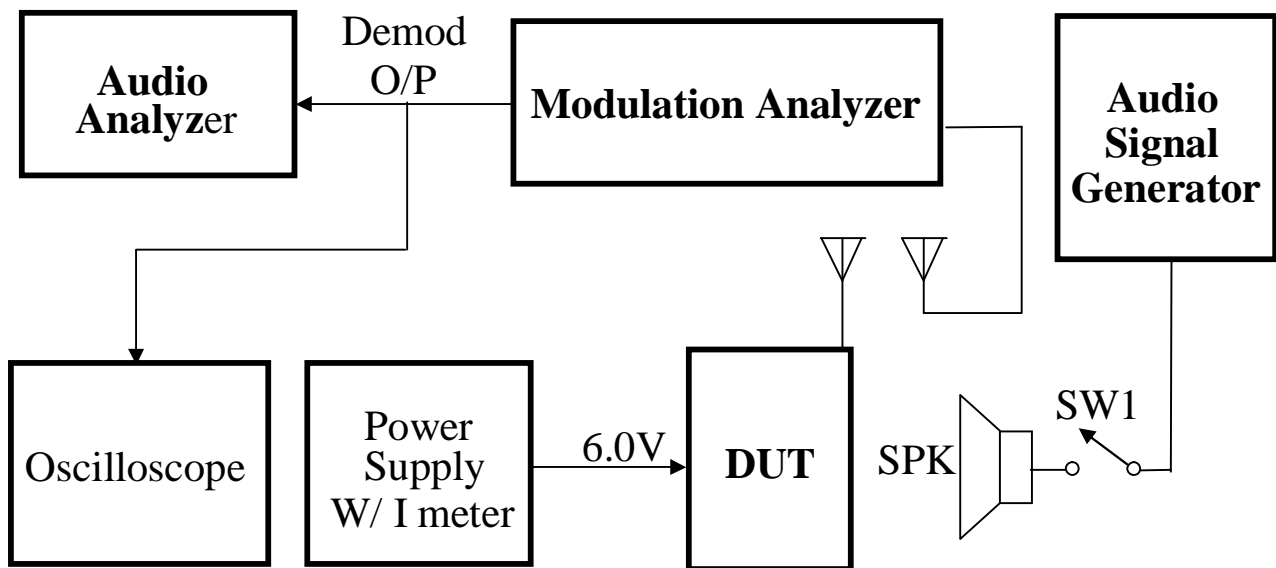 Demod
O/P
Audio
Analyzer
Modulation Analyzer
Audio
Signal
Generator
Oscilloscope
Power
Supply
W/ I meter
6.0V
DUT
SPK
SW1